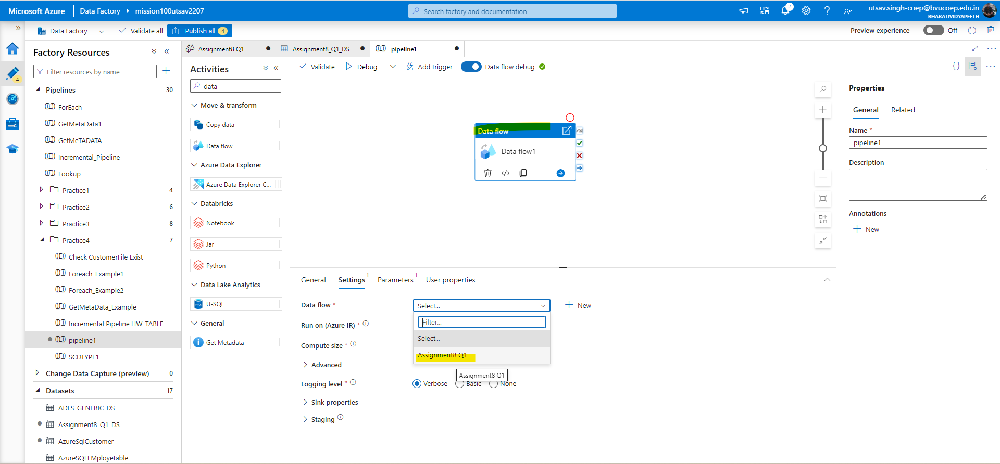 Microsoft Azure
Data Factory
mission100utsav2207
Search factory and documentation
2
utsav.singh-coep@bvucoep.edu.in
BHARATIVIDYAPEETH
Data Factory
Validate all
Publish all
4
Preview experience
Off
4
Factory Resources
Filter resources by name
Pipelines
30
ForEach
GetMetaData1
GetMeTADATA
Incremental_Pipeline
Lookup
Practice1
4
Practice2
6
Practice3
8
Practice4
7
Check CustomerFile Exist
Foreach_Example1
Foreach_Example2
GetMetaData_Example
Incremental Pipeline HW_TABLE
pipeline1
SCDTYPE1
Change Data Capture (preview)
0
Datasets
17
ADLS_GENERIC_DS
Assignment8_Q1_DS
AzureSqlCustomer
AzureSQLEMployetable
Assignment8 Q1
Assignment8_Q1_DS
pipeline1
Activities
data
Move & transform
Copy data
Data flow
Azure Data Explorer
Azure Data Explorer C...
Databricks
Notebook
Jar
Python
Data Lake Analytics
U-SQL
General
Get Metadata
Validate
Debug
Add trigger
Data flow debug
Data flow
Data flow1
General
Settings
1
Parameters
1
User properties
Data flow *
Select...
New
Filter...
Select...
Assignment8 Q1
Assignment8 Q1
Run on (Azure IR) *
Compute size *
Advanced
Logging level *
Verbose
Basic
None
Sink properties
Staging
Properties
General
Related
Name *
pipeline1
Description
Annotations
New